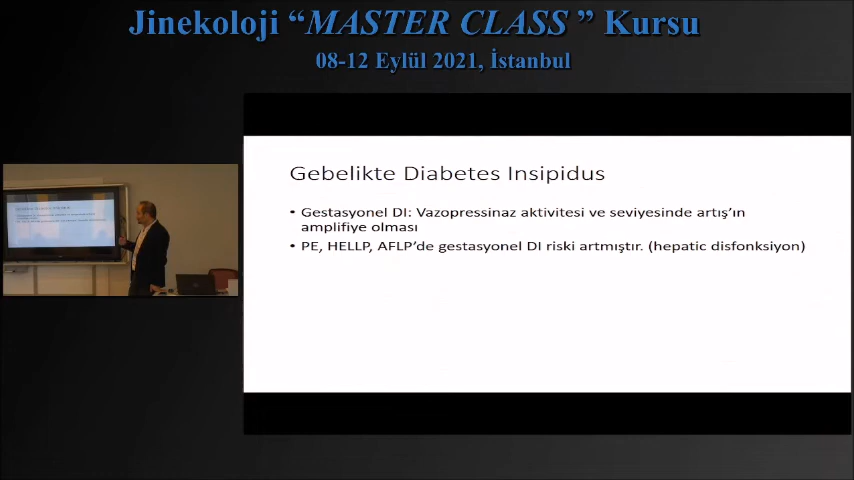 Jinekoloji “MASTER CLASS ” Kursu
08-12 Eylül 2021, İstanbul
Gebelikte Diabetes Insipidus
• Gestasyonel DI: Vazopressinaz aktivitesi ve seviyesinde artış’ın
amplifiye olması
• PE, HELLP, AFLP’de gestasyonel DI riski artmıştır. (hepatic disfonksiyon)